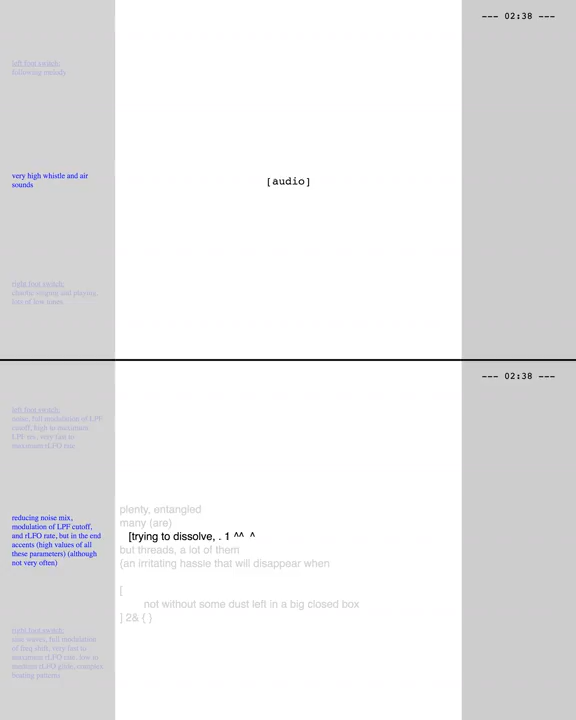 --- 02:38 ---
left foot switch:
following melody
very high whistle and air
sounds
[audio]
right foot switch:
singing and playing,
lots of low tones.
--- 02:38 ---
left foot switch:
noise, full modulation of LPF
cutoff, high to maximum
LPF res., very fast to
maximum rLFO rate
reducing noise mix,
modulation of LPF cutoff,
and rLFO rate, but in the end
accents (high values of all
these parameters) (although
not very often)
plenty, entangled
many (are)
[trying to dissolve, . 1 ^^ ^
but threads, a lot of them
(an irritating hassle that will disappear when
[
not without some dust left in a big closed box
] 2& { }
right foot switch:
sine waves, full modulation
of freq shift, very fast to
maximum rLFO rate, low to
medium rLFO glide, complex
beating patterns